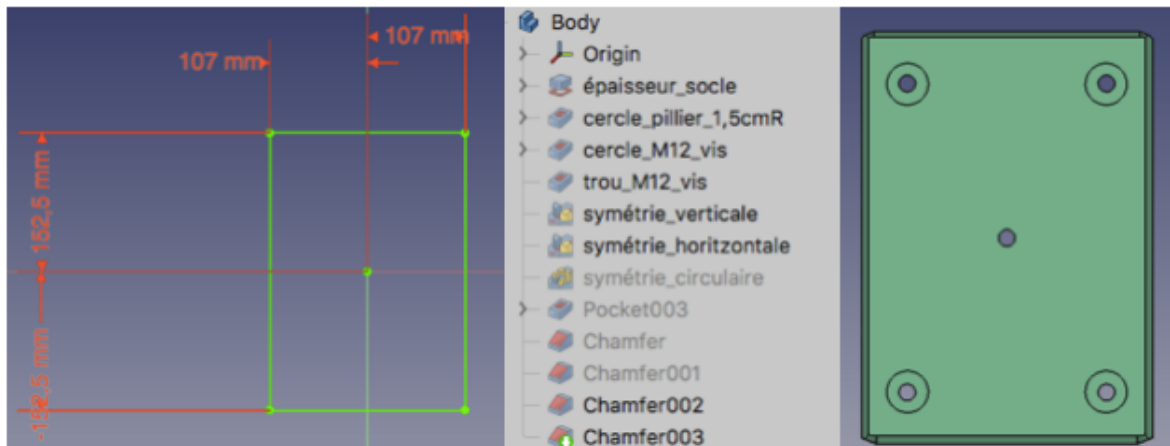 107 mm
107 mm
152,5 mm
-152,5 mm
Body
Origin
épaisseur_socle
cercle_pillier_1,5cmR
cercle_M12_vis
trou_M12_vis
symétrie_verticale
symétrie_horitzontale
symétrie_circulaire
Pocket003
Chamfer
Chamfer001
Chamfer002
Chamfer003